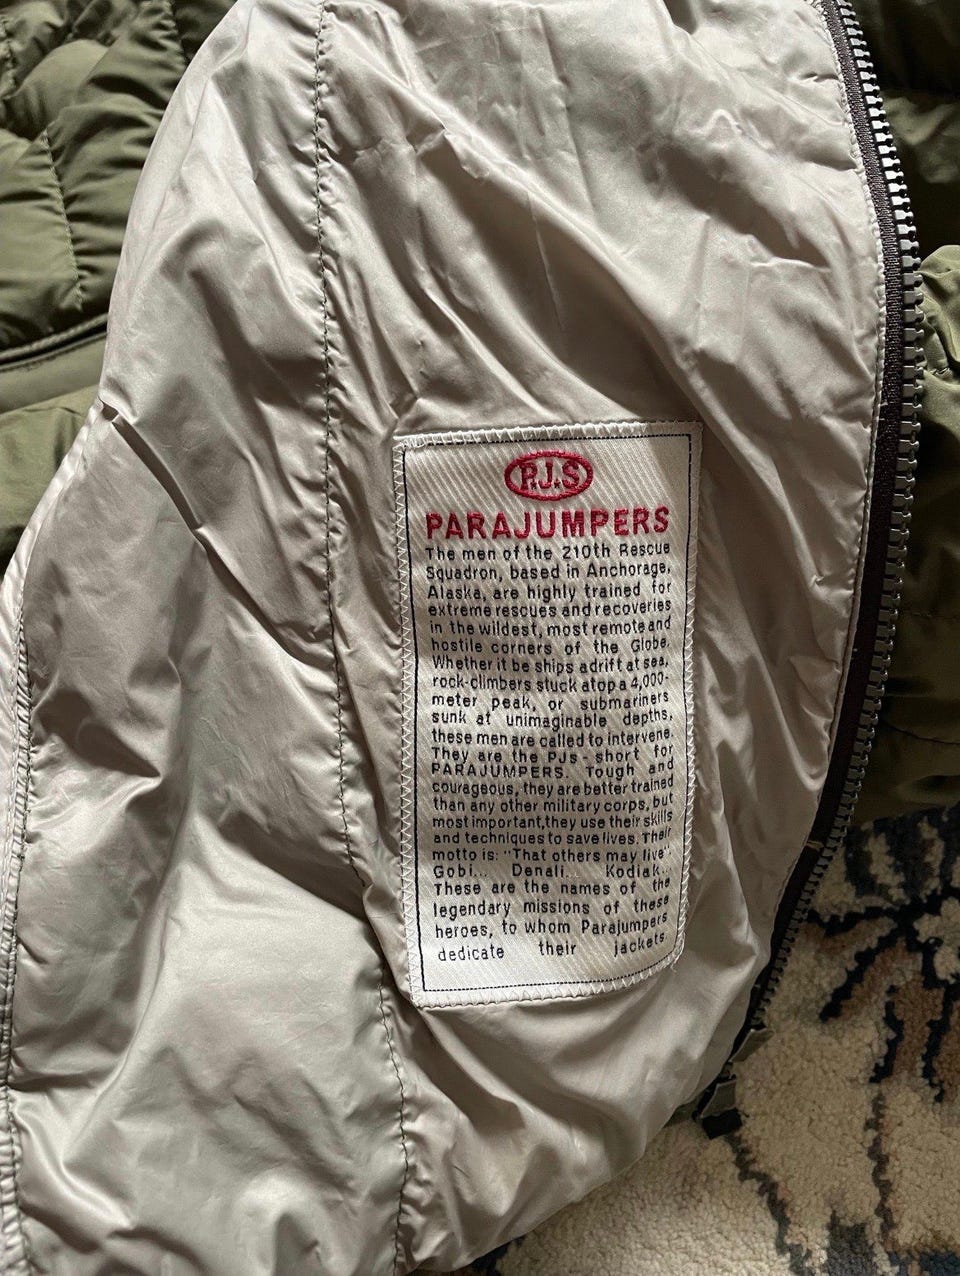 P.J.S
PARAJUMPERS
The men of the 210th Rescue
Squadron, based in Anchorage,
Alaska, are highly trained for
extreme rescues and recoveries
in the wildest, most remote and
hostile corners of the Globe.
Whether it be ships adrift at sea,
rock-climbers stuck atop a 4,000-
meter peak, or submariners
sunk at unimaginable depths,
these men are called to intervene.
They are the PJs - short for
PARAJUMPERS. Tough and
courageous, they are better trained
than any other military corps, but
most important, they use their skills
and techniques to save lives. Their
motto is: "That others may live".
Gobi... Denali... Kodiak...
These are the names of the
legendary missions of these
heroes, to whom Parajumpers
dedicate their jackets